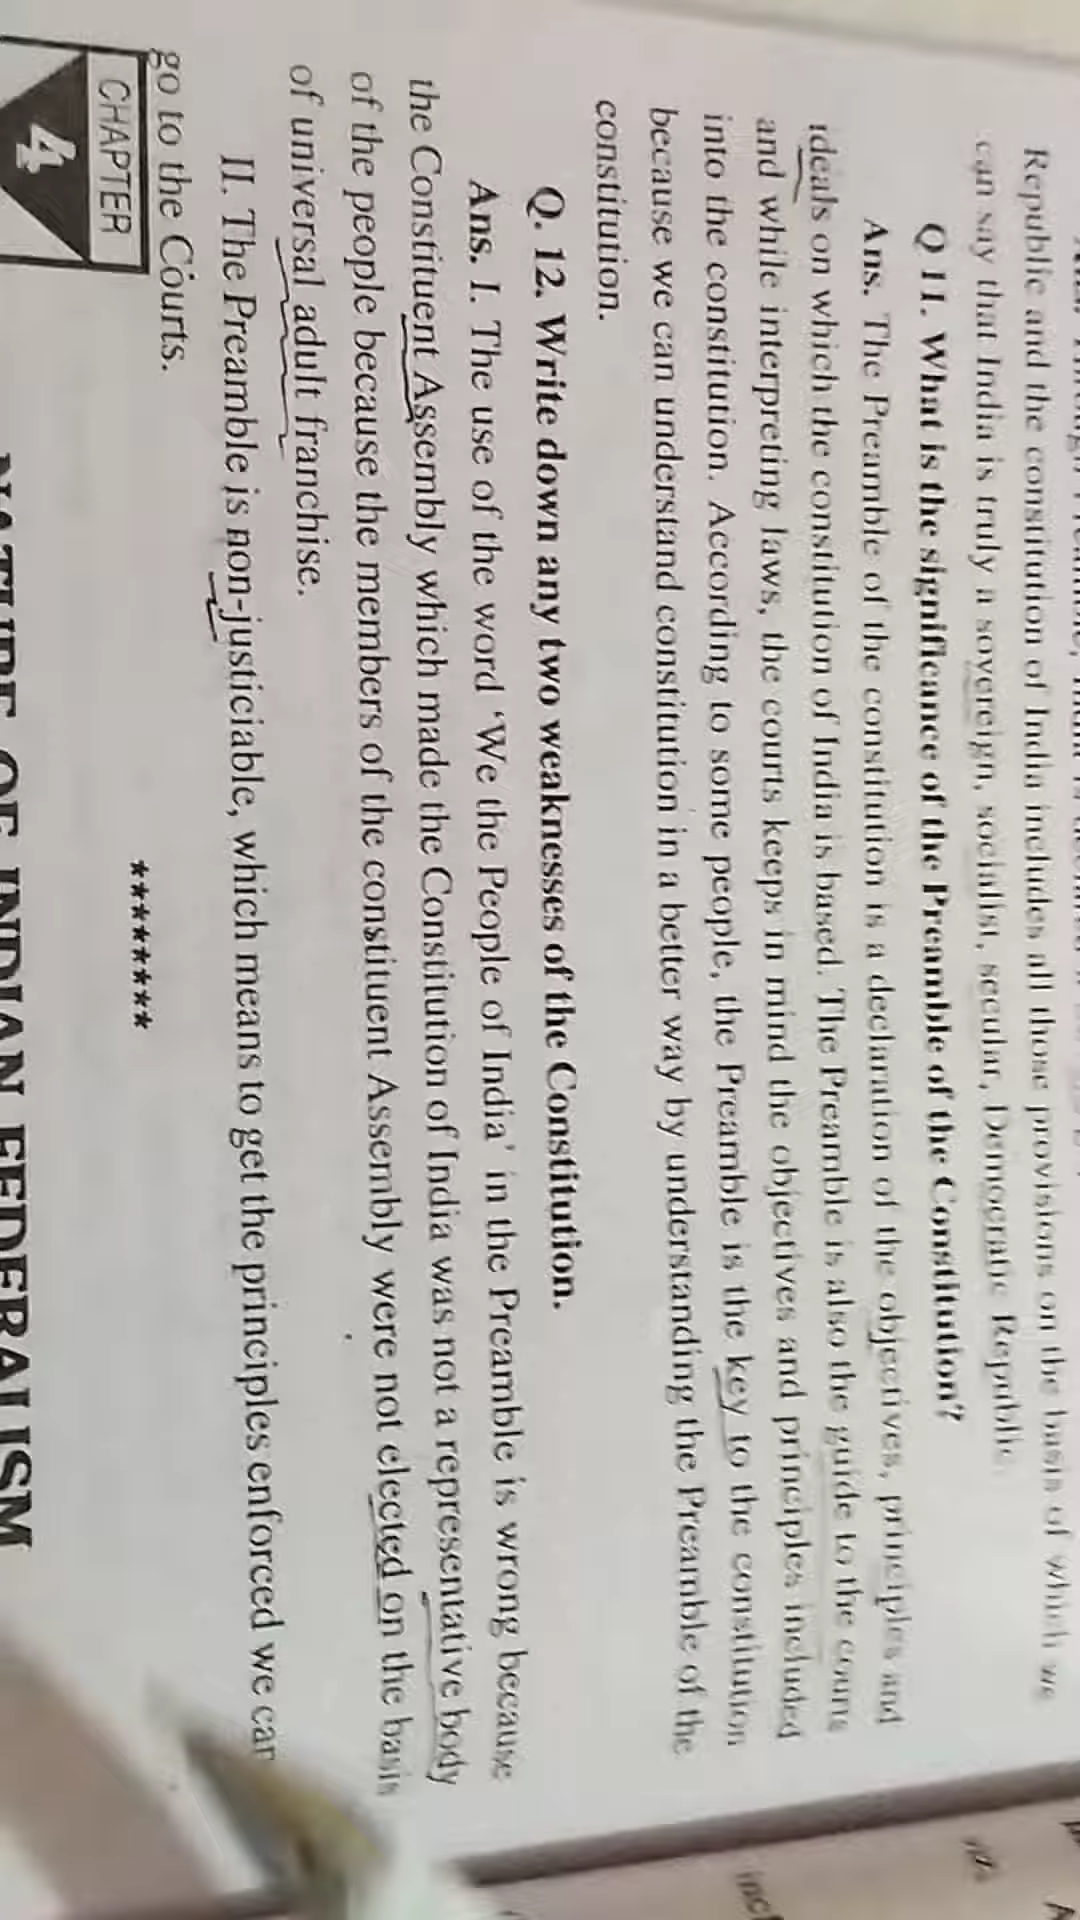 Republic and the constitution of India includes all those provisions on the basis of which we
can say that India is truly a sovereign, socialist, secular, Democratic Republic.
Q 11. What is the significance of the Preamble of the Constitution?
Ans. The Preamble of the constitution is a declaration of the objectives, principles and
ideals on which the constitution of India is based. The Preamble is also the guide to the courts
and while interpreting laws, the courts keeps in mind the objectives and principles included
into the constitution. According to some people, the Preamble is the key to the constitution
because we can understand constitution in a better way by understanding the Preamble of the
constitution.
Q. 12. Write down any two weaknesses of the Constitution.
Ans. I. The use of the word 'We the People of India' in the Preamble is wrong because
the Constituent Assembly which made the Constitution of India was not a representative body
of the people because the members of the constituent Assembly were not elected on the basis
of universal adult franchise.
II. The Preamble is non-justiciable, which means to get the principles enforced we can
go to the Courts.
*******
CHAPTER
4
NATURE OF INDIAN FEDERALISM